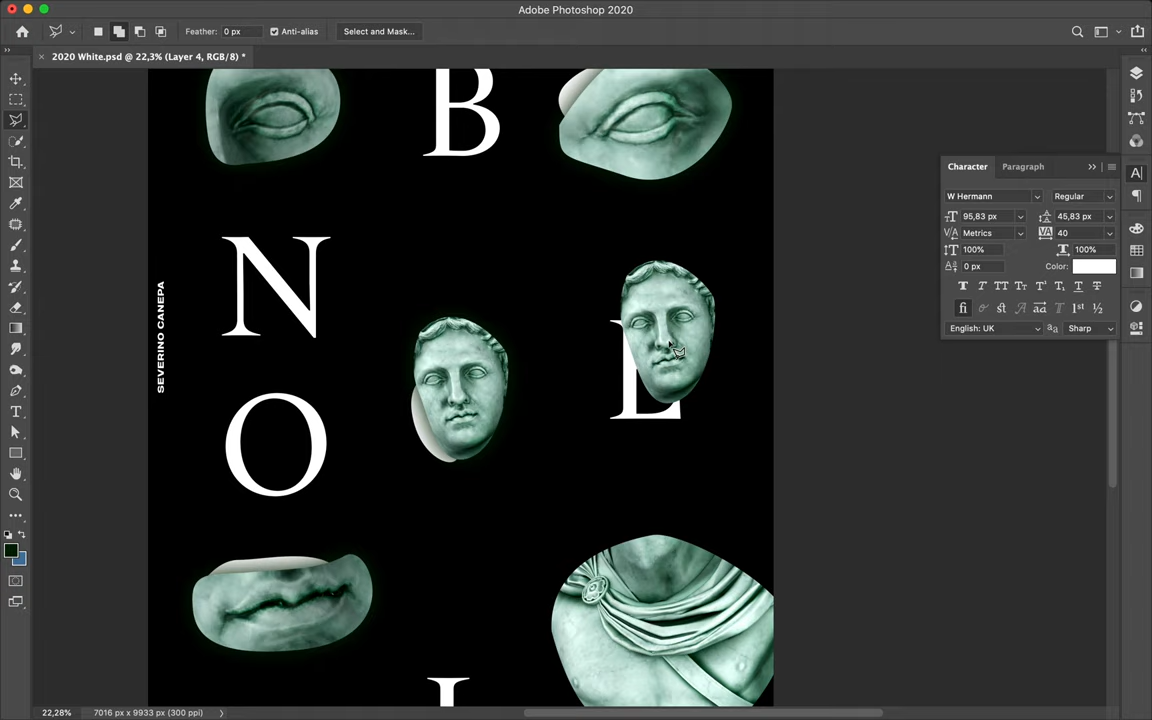 Adobe Photoshop 2020
Feather: 0 px
Anti-alias
Select and Mask...
2020 White.psd @ 22,3% (Layer 4, RGB/8) *
B
N
O
L
I
SEVERINO CANEPA
Character
Paragraph
W Hermann
Regular
95,83 px
45,83 px
Metrics
40
100%
100%
0 px
Color:
English: UK
Sharp
22,28%
7016 px x 9933 px (300 ppi)